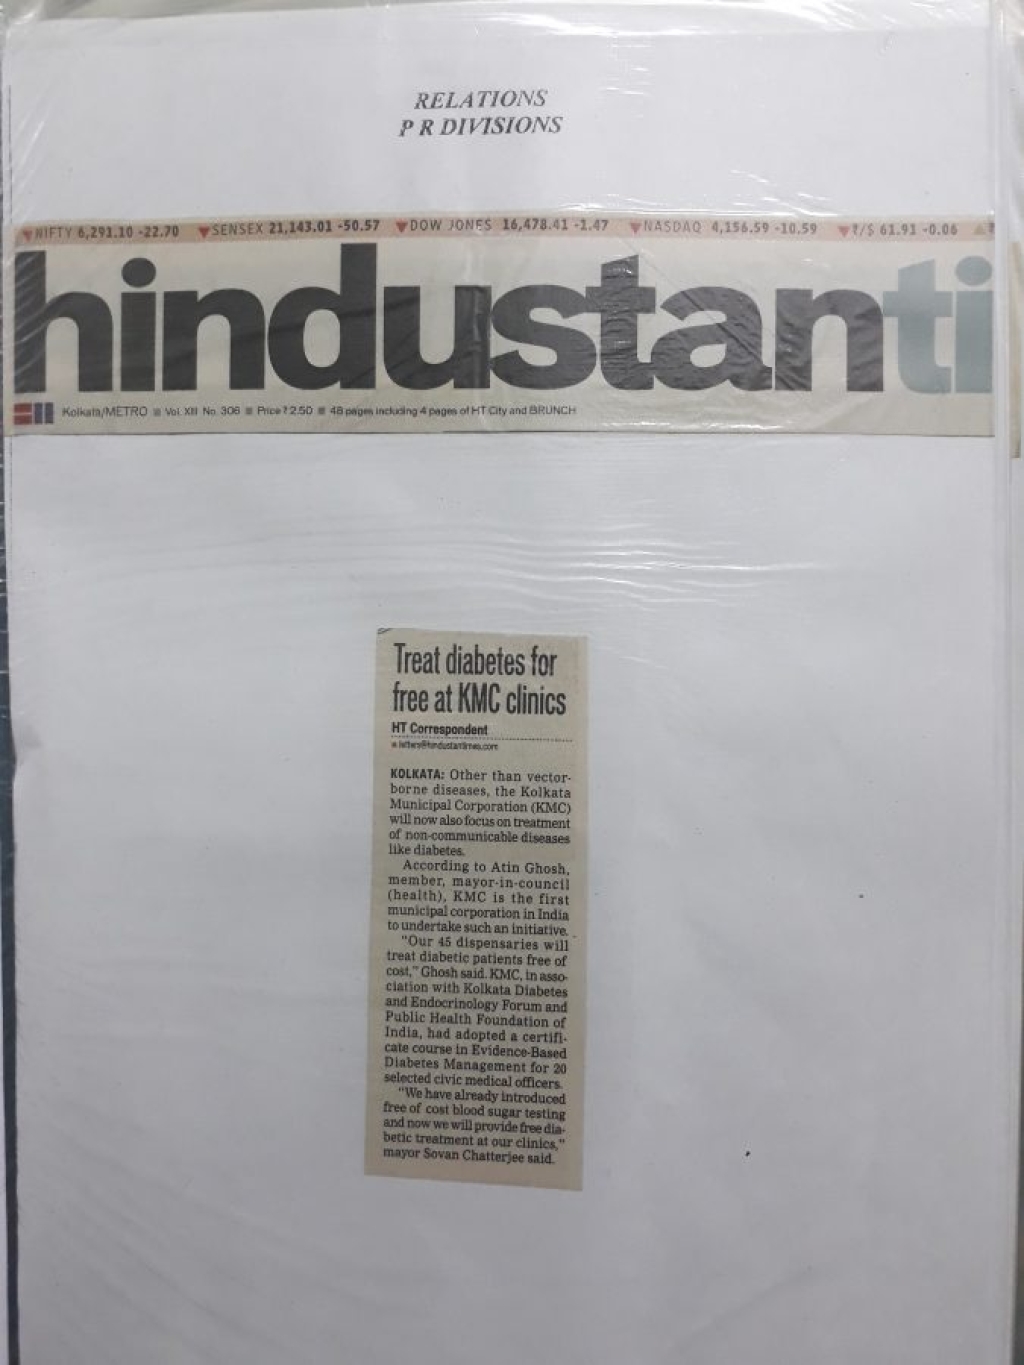 RELATIONS
P R DIVISIONS
▼NIFTY 6,291.10 -22.70 ▼SENSEX 21,143.01 -50.57 ▼DOW JONES 16,478.41 -1.47 ▼NASDAQ 4,156.59 -10.59 ▼₹/$ 61.91 -0.06
hindustanti
Kolkata/METRO ■ Vol. XIII No. 306 ■ Price ₹ 2.50 ■ 48 pages including 4 pages of HT City and BRUNCH
Treat diabetes for
free at KMC clinics
HT Correspondent
■ letters@hindustantimes.com
KOLKATA: Other than vector-
borne diseases, the Kolkata
Municipal Corporation (KMC)
will now also focus on treatment
of non-communicable diseases
like diabetes.
According to Atin Ghosh,
member, mayor-in-council
(health), KMC is the first
municipal corporation in India
to undertake such an initiative.
"Our 45 dispensaries will
treat diabetic patients free of
cost," Ghosh said. KMC, in asso-
ciation with Kolkata Diabetes
and Endocrinology Forum and
Public Health Foundation of
India, had adopted a certifi-
cate course in Evidence-Based
Diabetes Management for 20
selected civic medical officers.
"We have already introduced
free of cost blood sugar testing
and now we will provide free dia-
betic treatment at our clinics,"
mayor Sovan Chatterjee said.